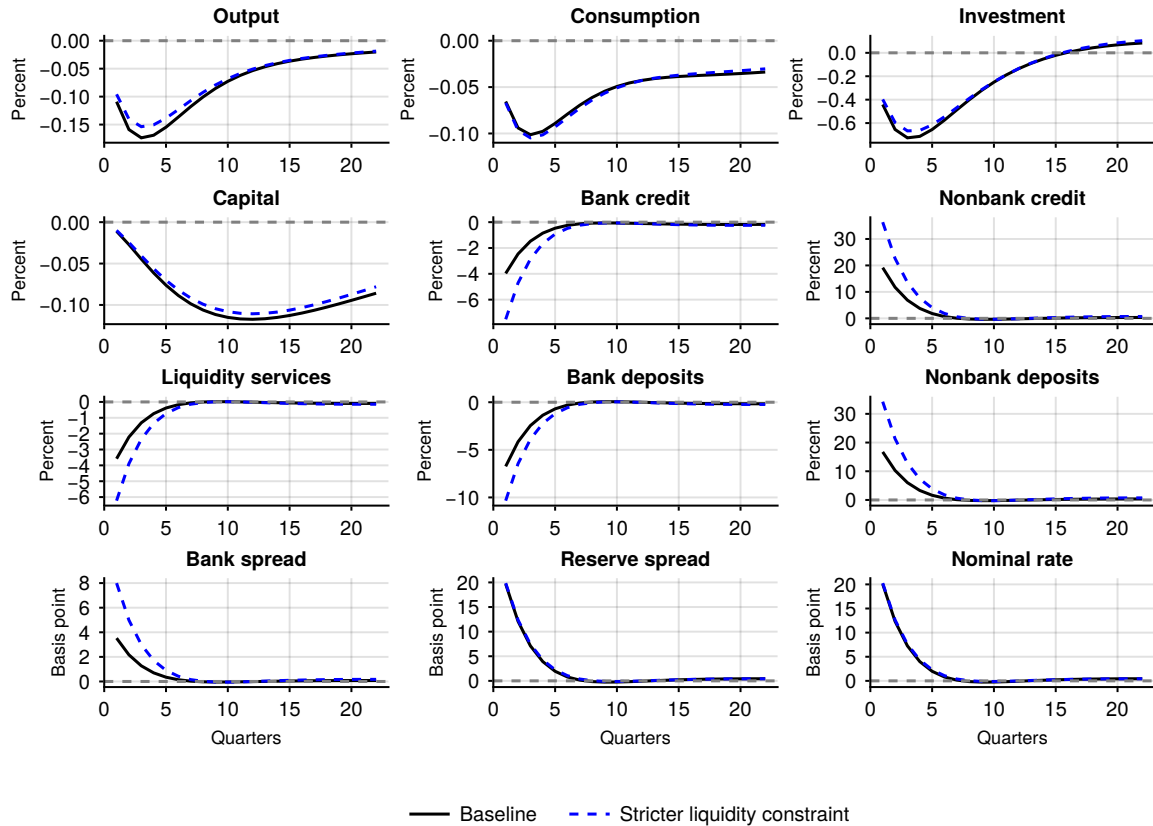 Output
Consumption
Investment
Percent
0.00
−0.05
−0.10
−0.15
0 5 10 15 20
Percent
0.00
−0.05
−0.10
0 5 10 15 20
Percent
0.0
−0.2
−0.4
−0.6
0 5 10 15 20
Capital
Bank credit
Nonbank credit
Percent
0.00
−0.05
−0.10
0 5 10 15 20
Percent
0
−2
−4
−6
0 5 10 15 20
Percent
30
20
10
0
0 5 10 15 20
Liquidity services
Bank deposits
Nonbank deposits
Percent
0
−1
−2
−3
−4
−5
−6
0 5 10 15 20
Percent
0
−5
−10
0 5 10 15 20
Percent
30
20
10
0
0 5 10 15 20
Bank spread
Reserve spread
Nominal rate
Basis point
8
6
4
2
0
0 5 10 15 20
Quarters
Basis point
20
15
10
5
0
0 5 10 15 20
Quarters
Basis point
20
15
10
5
0
0 5 10 15 20
Quarters
Baseline
Stricter liquidity constraint